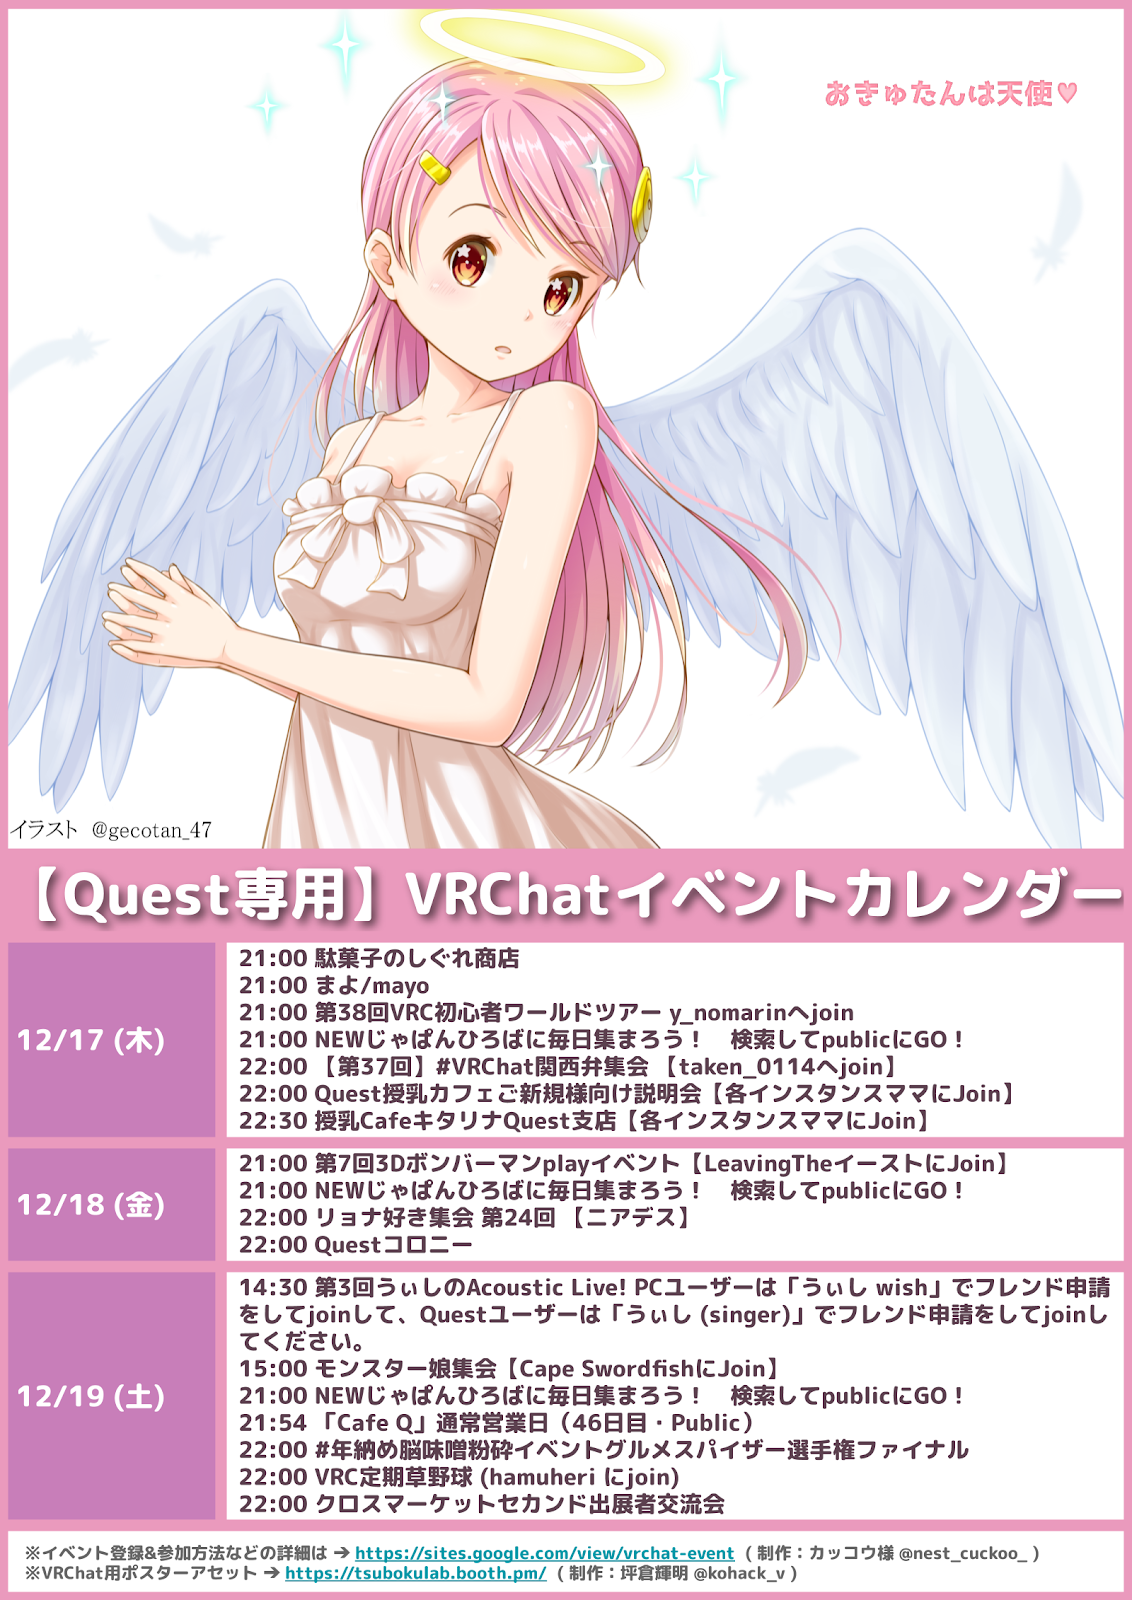 おきゅたんは天使♥
イラスト @gecotan_47
【Quest専用】VRChatイベントカレンダー
12/17 (木)
21:00 駄菓子のしぐれ商店
21:00 まよ/mayo
21:00 第38回VRC初心者ワールドツアー y_nomarinへjoin
21:00 NEWじゃぱんひろばに毎日集まろう！　検索してpublicにGO！
22:00 【第37回】#VRChat関西弁集会 【taken_0114へjoin】
22:00 Quest授乳カフェご新規様向け説明会【各インスタンスママにJoin】
22:30 授乳CafeキタリナQuest支店【各インスタンスママにJoin】
12/18 (金)
21:00 第7回3Dボンバーマンplayイベント【LeavingTheイーストにJoin】
21:00 NEWじゃぱんひろばに毎日集まろう！　検索してpublicにGO！
22:00 リョナ好き集会 第24回 【ニアデス】
22:00 Questコロニー
12/19 (土)
14:30 第3回うぃしのAcoustic Live! PCユーザーは「うぃし wish」でフレンド申請
をしてjoinして、Questユーザーは「うぃし (singer)」でフレンド申請をしてjoinし
てください。
15:00 モンスター娘集会【Cape SwordfishにJoin】
21:00 NEWじゃぱんひろばに毎日集まろう！　検索してpublicにGO！
21:54 「Cafe Q」通常営業日（46日目・Public）
22:00 #年納め脳味噌粉砕イベントグルメスパイザー選手権ファイナル
22:00 VRC定期草野球 (hamuheri にjoin)
22:00 クロスマーケットセカンド出展者交流会
※イベント登録&参加方法などの詳細は ➔ https://sites.google.com/view/vrchat-event ( 制作：カッコウ様 @nest_cuckoo_ )
※VRChat用ポスターアセット ➔ https://tsubokulab.booth.pm/ ( 制作：坪倉輝明 @kohack_v )